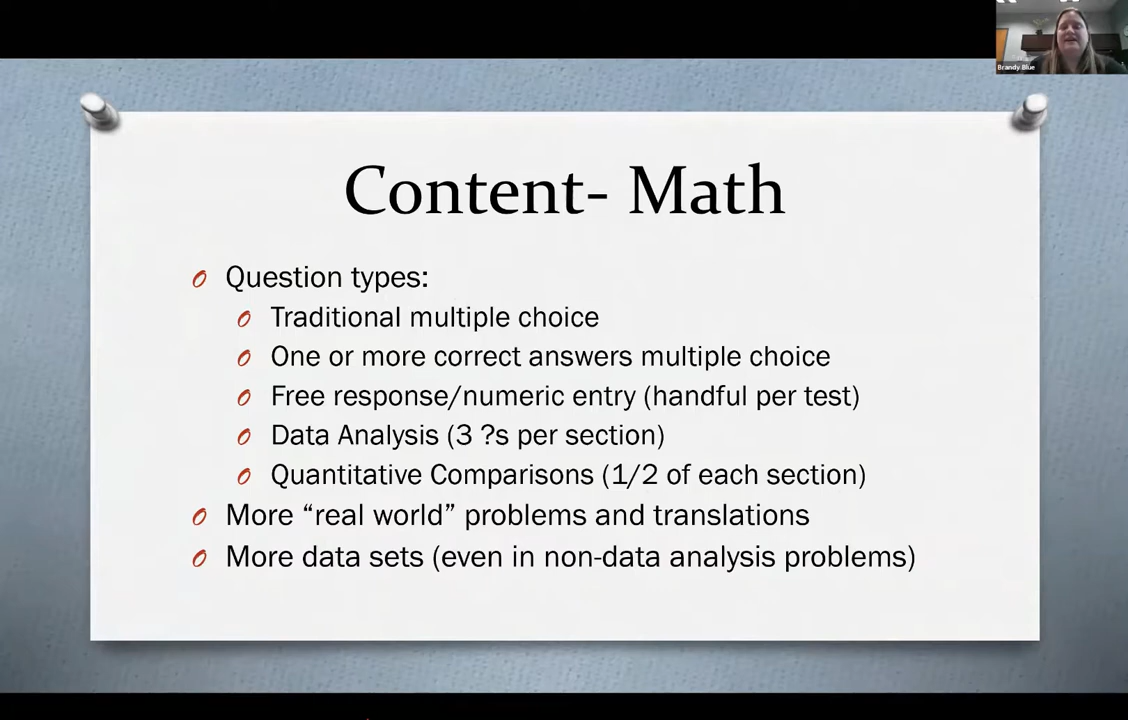 Brandy Blue
Content- Math
Question types:
Traditional multiple choice
One or more correct answers multiple choice
Free response/numeric entry (handful per test)
Data Analysis (3 ?s per section)
Quantitative Comparisons (1/2 of each section)
More “real world” problems and translations
More data sets (even in non-data analysis problems)